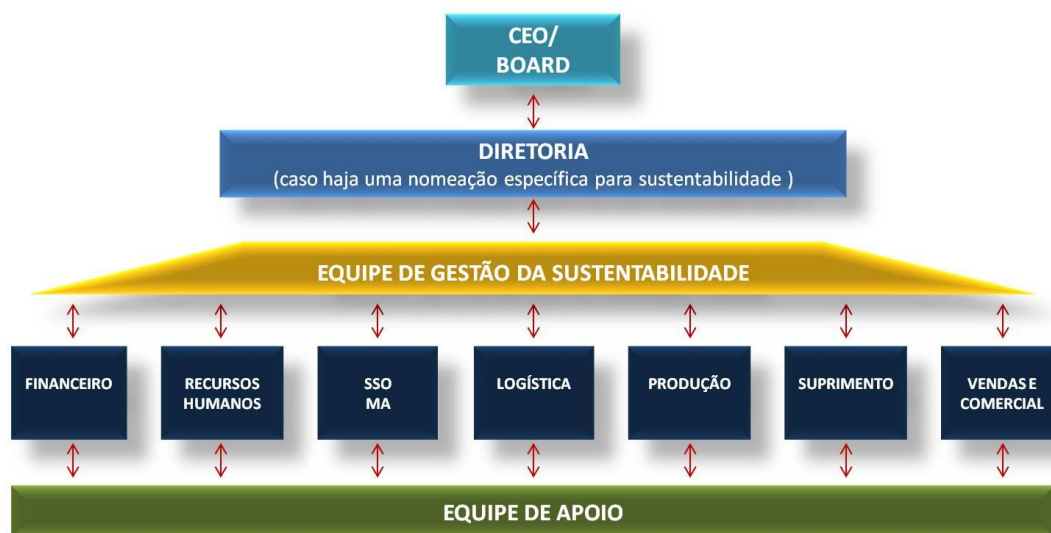 CEO/
BOARD
DIRETORIA
(caso haja uma nomeação específica para sustentabilidade )
EQUIPE DE GESTÃO DA SUSTENTABILIDADE
FINANCEIRO
RECURSOS
HUMANOS
SSO
MA
LOGÍSTICA
PRODUÇÃO
SUPRIMENTO
VENDAS E
COMERCIAL
EQUIPE DE APOIO